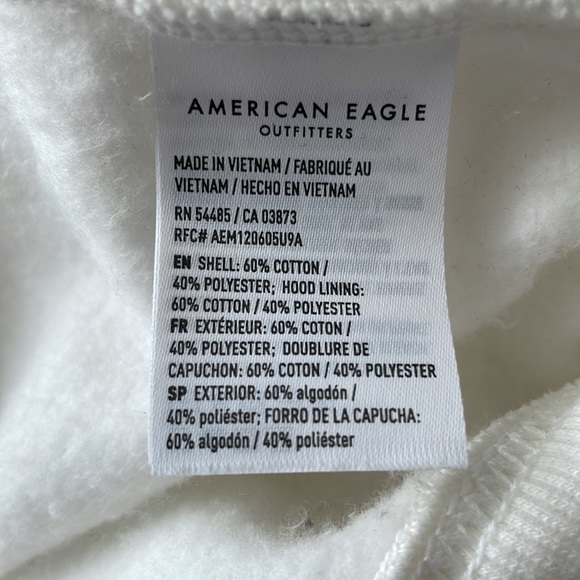 AMERICAN EAGLE
OUTFITTERS
MADE IN VIETNAM / FABRIQUÉ AU
VIETNAM / HECHO EN VIETNAM
RN 54485 / CA 03873
RFC# AEM120605U9A
EN SHELL: 60% COTTON /
40% POLYESTER; HOOD LINING:
60% COTTON / 40% POLYESTER
FR EXTÉRIEUR: 60% COTON /
40% POLYESTER; DOUBLURE DE
CAPUCHON: 60% COTON / 40% POLYESTER
SP EXTERIOR: 60% algodón /
40% poliéster; FORRO DE LA CAPUCHA:
60% algodón / 40% poliéster